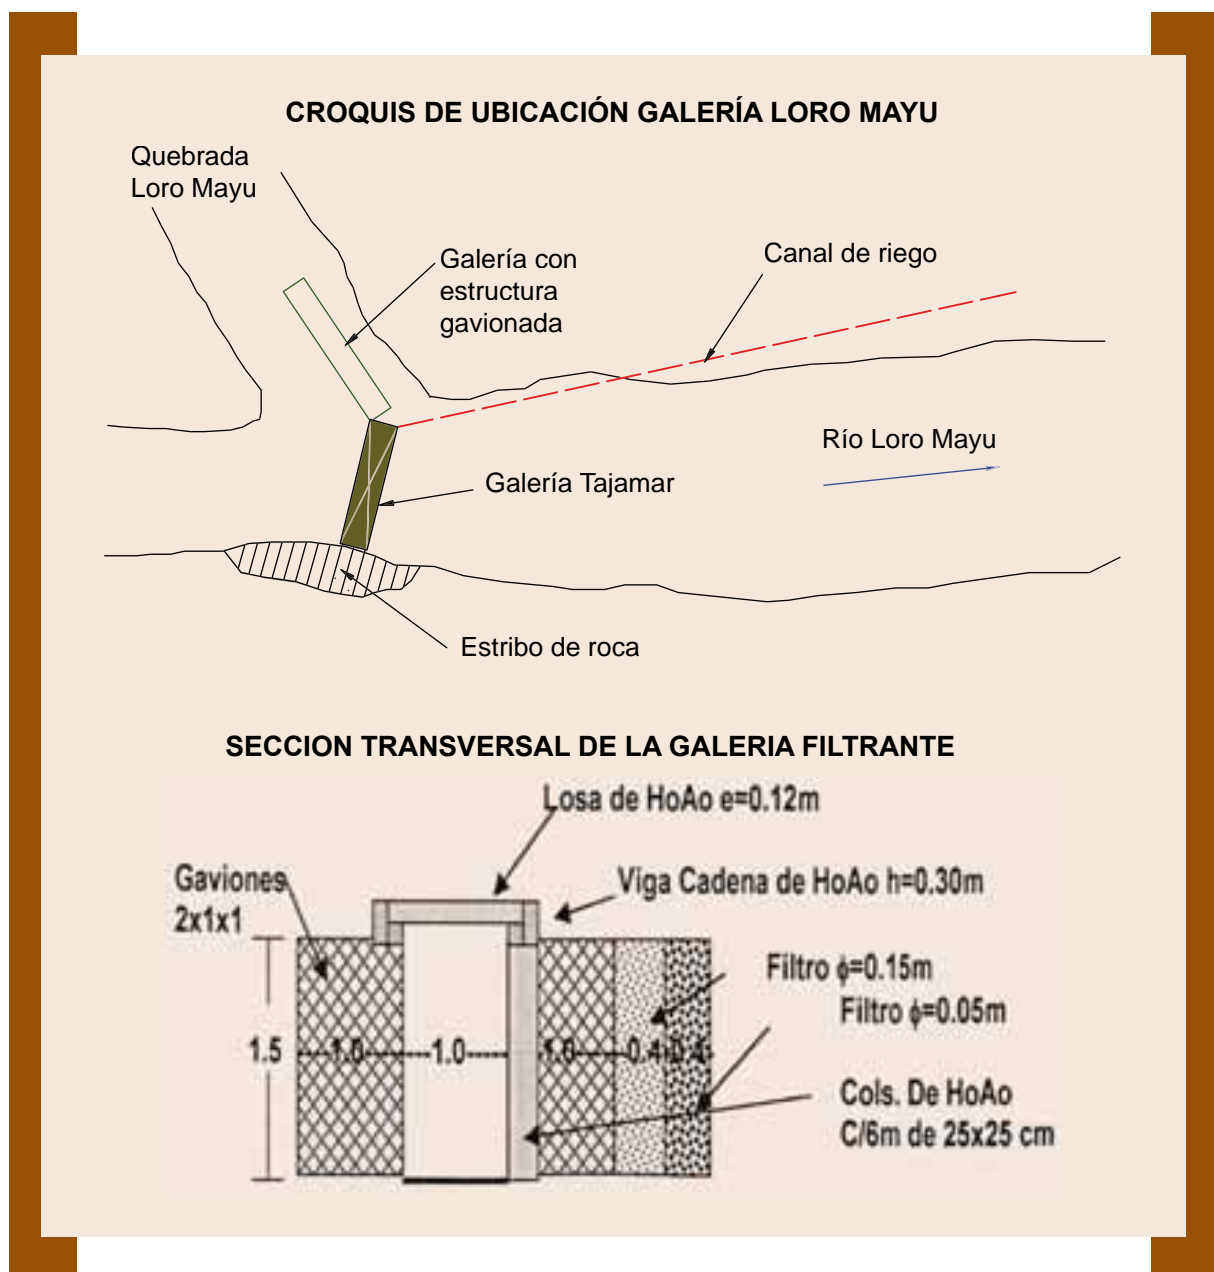 CROQUIS DE UBICACIÓN GALERÍA LORO MAYU
Quebrada
Loro Mayu
Galería con
estructura
gavionada
Canal de riego
Río Loro Mayu
Galería Tajamar
Estribo de roca
SECCION TRANSVERSAL DE LA GALERIA FILTRANTE
Losa de HoAo e=0.12m
Gaviones
2x1x1
Viga Cadena de HoAo h=0.30m
Filtro ϕ=0.15m
Filtro ϕ=0.05m
1.5
1.0
1.0
1.0
0.4
Cols. De HoAo
C/6m de 25x25 cm